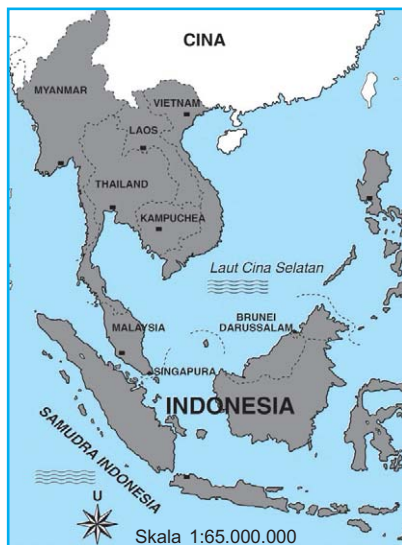 CINA
MYANMAR
VIETNAM
LAOS
THAILAND
KAMPUCHEA
Laut Cina Selatan
BRUNEI
DARUSSALAM
MALAYSIA
SINGAPURA
INDONESIA
SAMUDRA INDONESIA
U
Skala 1:65.000.000